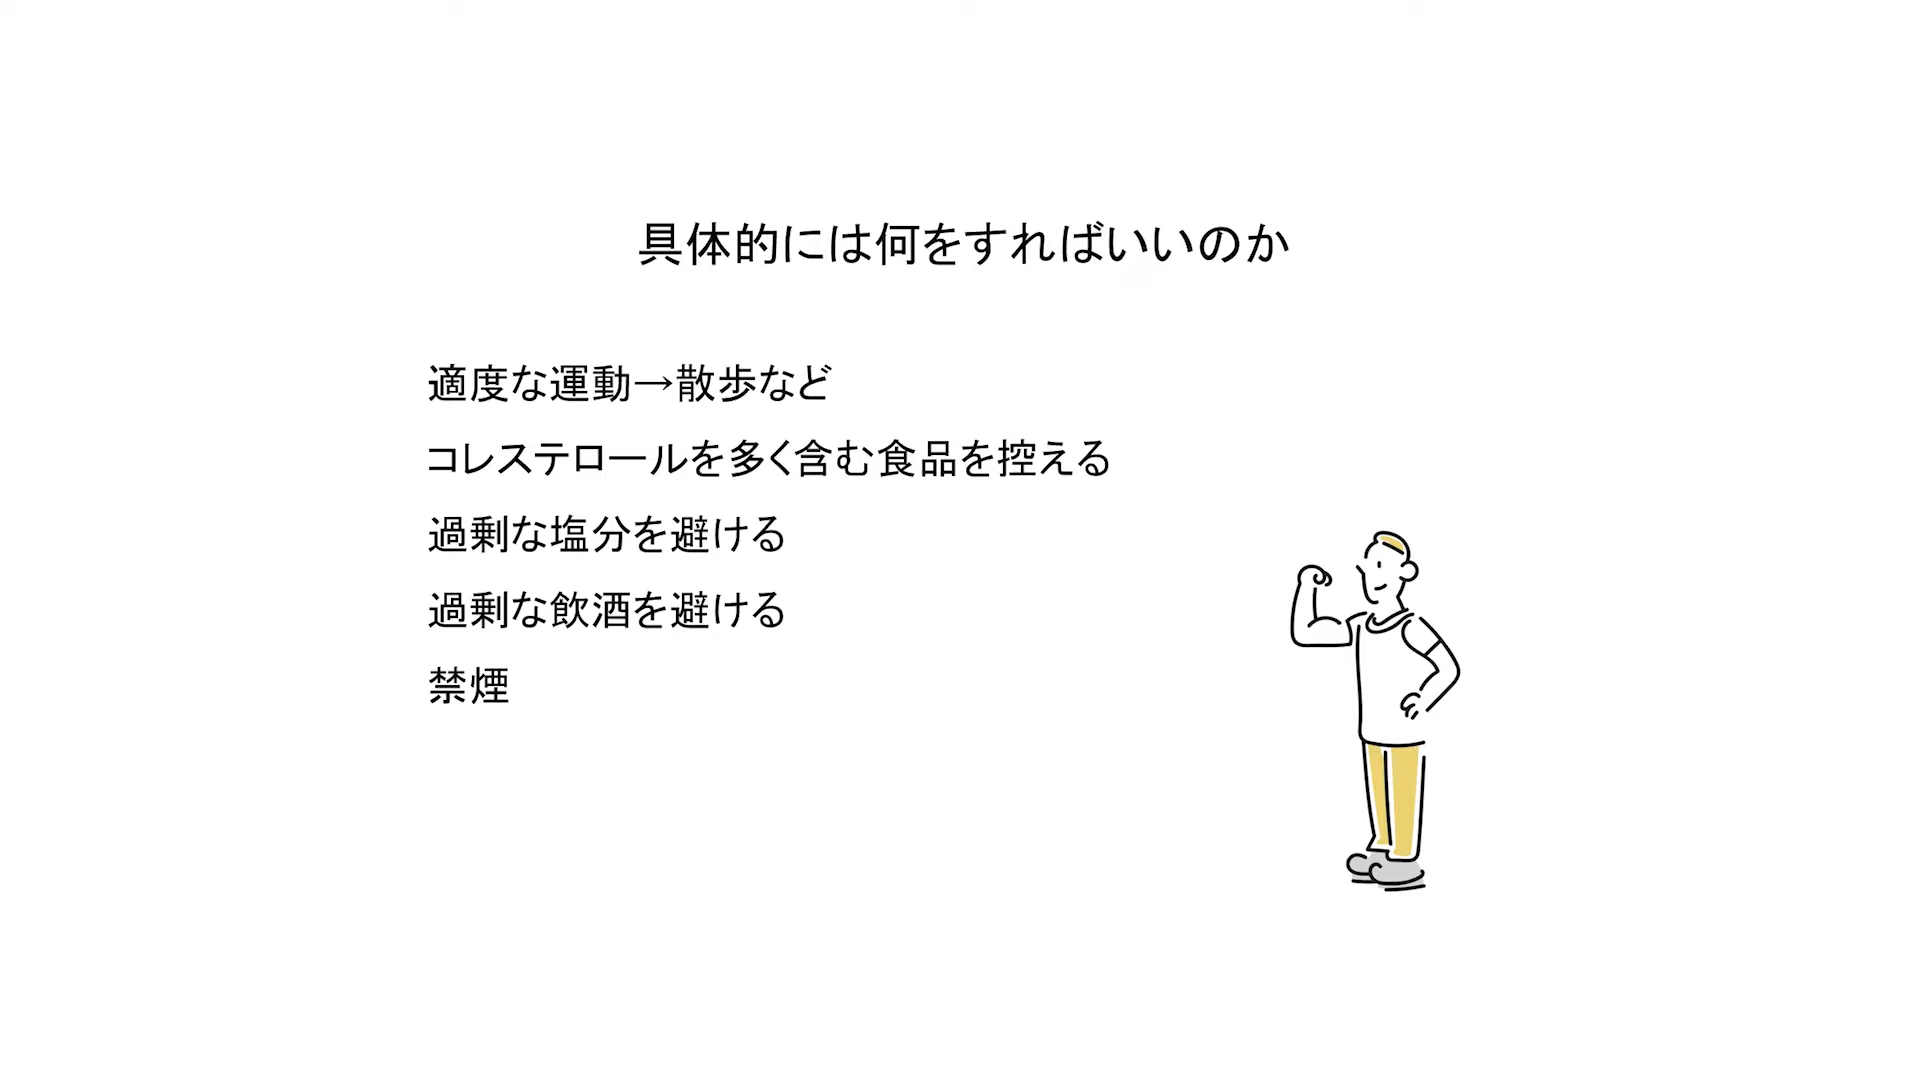 具体的には何をすればいいのか
適度な運動→散歩など
コレステロールを多く含む食品を控える
過剰な塩分を避ける
過剰な飲酒を避ける
禁煙